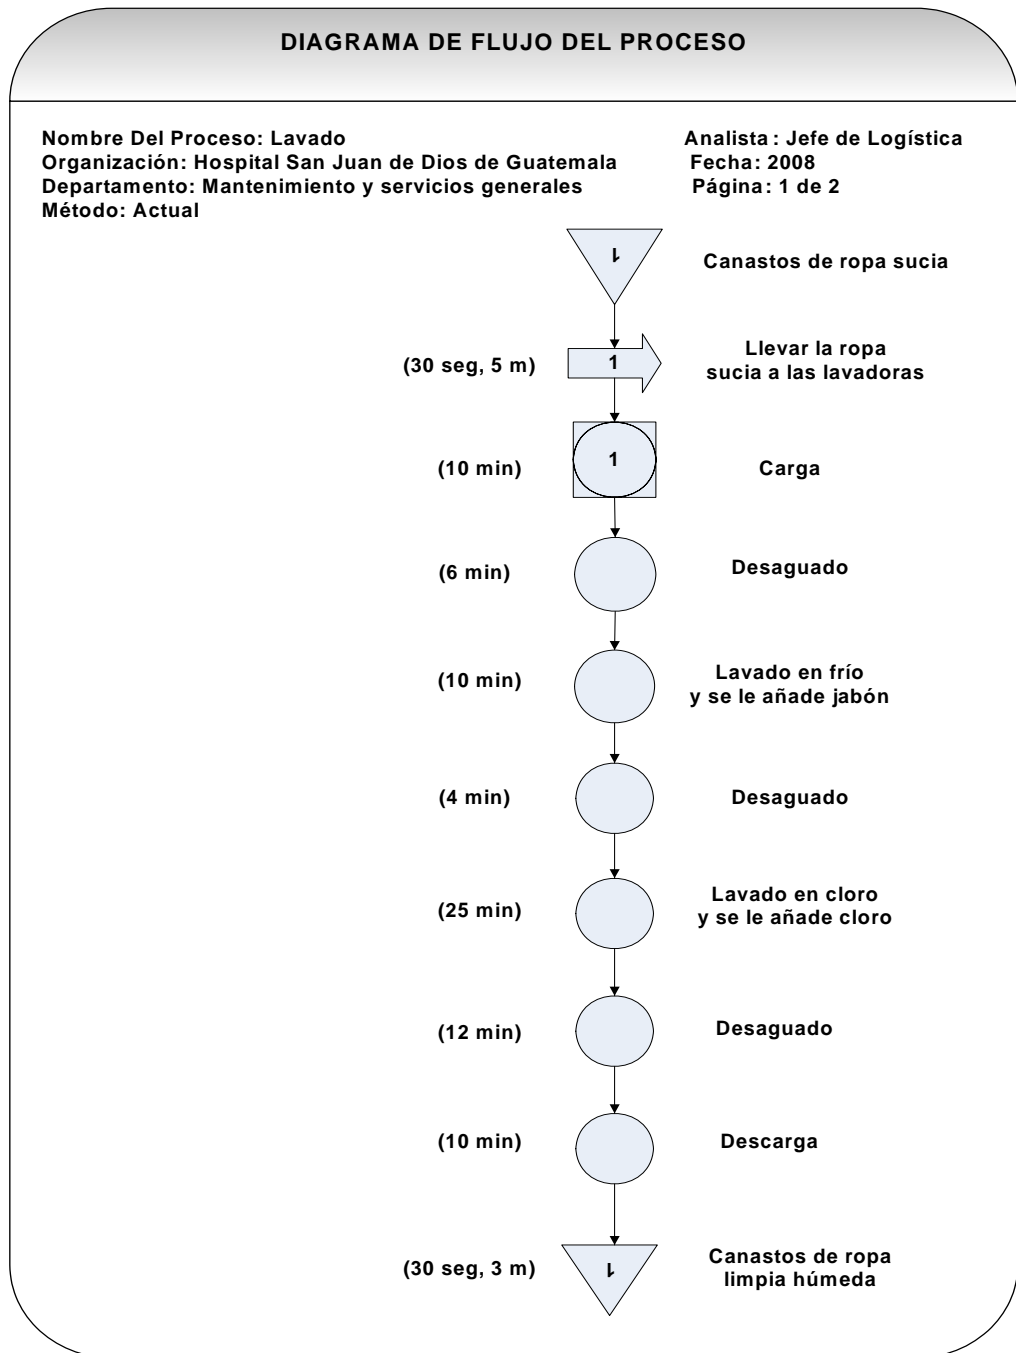 DIAGRAMA DE FLUJO DEL PROCESO
Nombre Del Proceso: Lavado
Organización: Hospital San Juan de Dios de Guatemala
Departamento: Mantenimiento y servicios generales
Método: Actual
Analista : Jefe de Logística
Fecha: 2008
Página: 1 de 2
1
Canastos de ropa sucia
(30 seg, 5 m)
1
Llevar la ropa
sucia a las lavadoras
(10 min)
1
Carga
(6 min)
Desaguado
(10 min)
Lavado en frío
y se le añade jabón
(4 min)
Desaguado
(25 min)
Lavado en cloro
y se le añade cloro
(12 min)
Desaguado
(10 min)
Descarga
(30 seg, 3 m)
1
Canastos de ropa
limpia húmeda